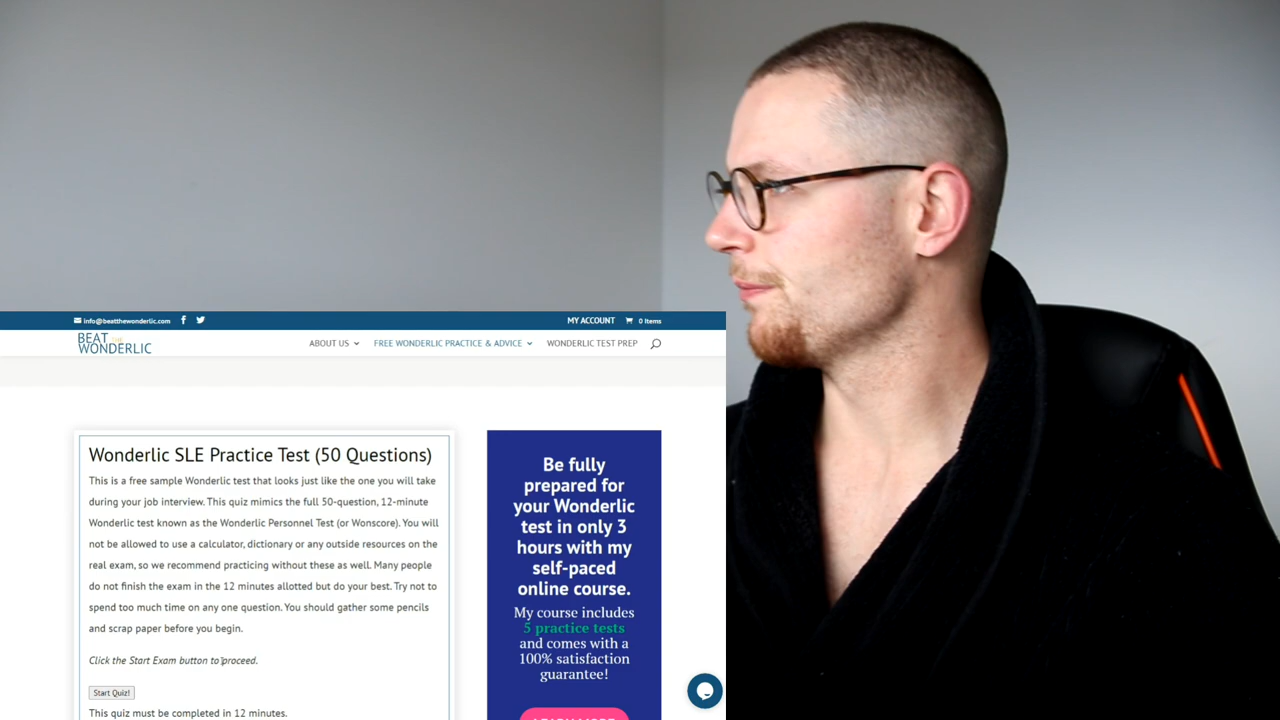 info@beatthewonderlic.com
MY ACCOUNT
0 Items
BEAT THE
WONDERLIC
ABOUT US
FREE WONDERLIC PRACTICE & ADVICE
WONDERLIC TEST PREP
Wonderlic SLE Practice Test (50 Questions)
This is a free sample Wonderlic test that looks just like the one you will take
during your job interview. This quiz mimics the full 50-question, 12-minute
Wonderlic test known as the Wonderlic Personnel Test (or Wonscore). You will
not be allowed to use a calculator, dictionary or any outside resources on the
real exam, so we recommend practicing without these as well. Many people
do not finish the exam in the 12 minutes allotted but do your best. Try not to
spend too much time on any one question. You should gather some pencils
and scrap paper before you begin.
Click the Start Exam button to proceed.
Start Quiz!
This quiz must be completed in 12 minutes.
Be fully
prepared for
your Wonderlic
test in only 3
hours with my
self-paced
online course.
My course includes
5 practice tests
and comes with a
100% satisfaction
guarantee!
LEARN MORE